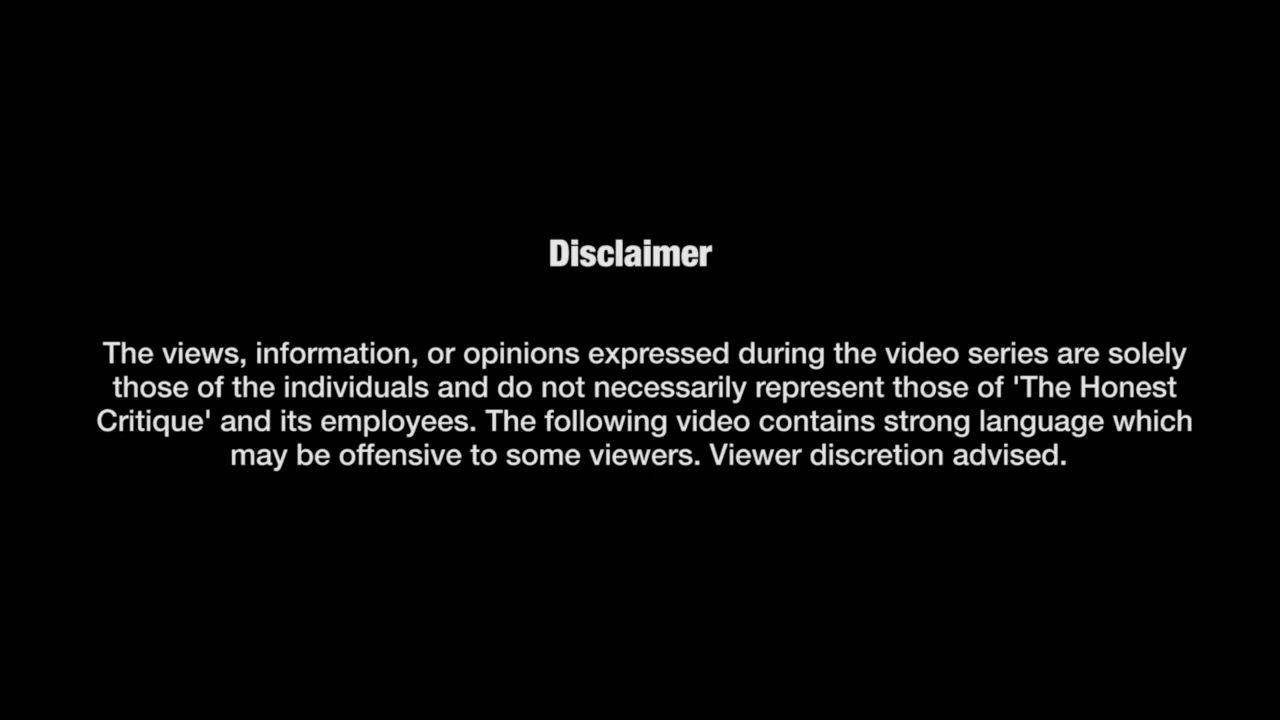 Disclaimer
The views, information, or opinions expressed during the video series are solely
those of the individuals and do not necessarily represent those of 'The Honest
Critique' and its employees. The following video contains strong language which
may be offensive to some viewers. Viewer discretion advised.